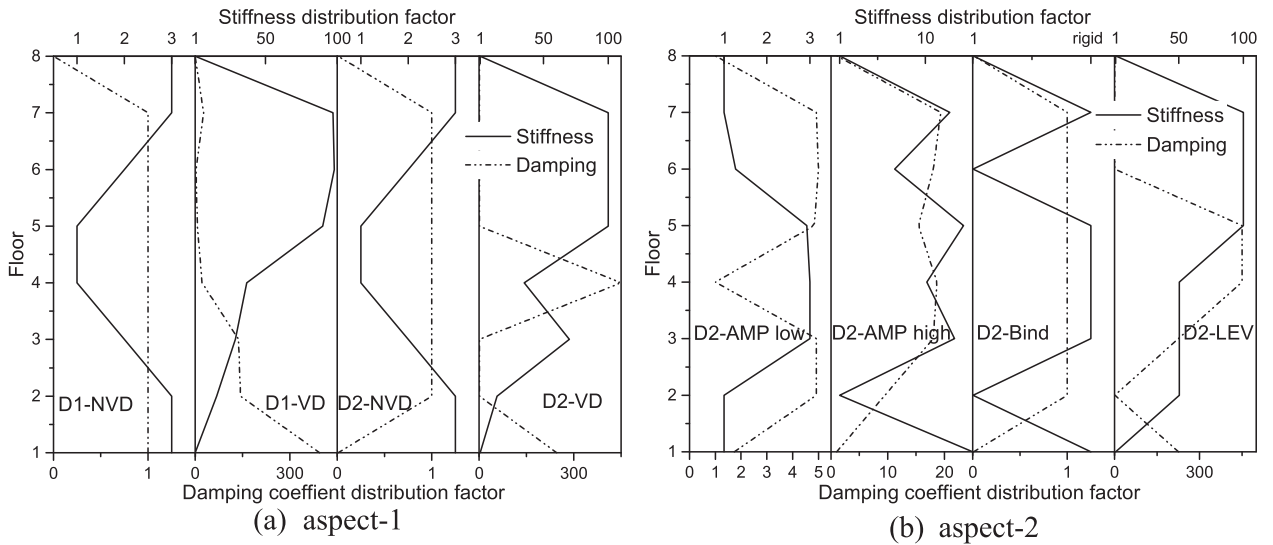 Stiffness distribution factor
1 2 3 1 50 100 1 2 3 1 50 100
8
7
6
5
4
3
2
1
Floor
Stiffness
Damping
D1-NVD D1-VD D2-NVD D2-VD
0 1 0 300 0 1 0 300
Damping coeffient distribution factor
(a) aspect-1
Stiffness distribution factor
1 2 3 1 10 1 rigid 1 50 100
8
7
6
5
4
3
2
1
Floor
Stiffness
Damping
D2-AMP low D2-AMP high D2-Bind D2-LEV
0 1 2 3 4 5 0 10 20 0 1 0 300
Damping coeffient distribution factor
(b) aspect-2